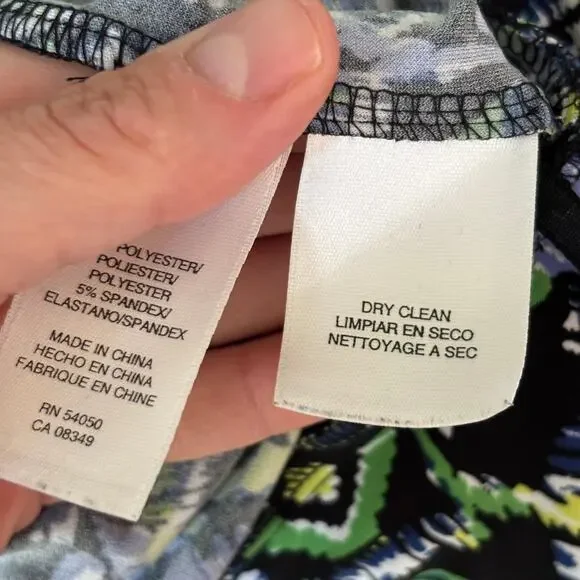 POLYESTER/
POLIESTER/
POLYESTER
5% SPANDEX/
ELASTANO/SPANDEX
MADE IN CHINA
HECHO EN CHINA
FABRIQUE EN CHINE
RN 54050
CA 08349
DRY CLEAN
LIMPIAR EN SECO
NETTOYAGE A SEC